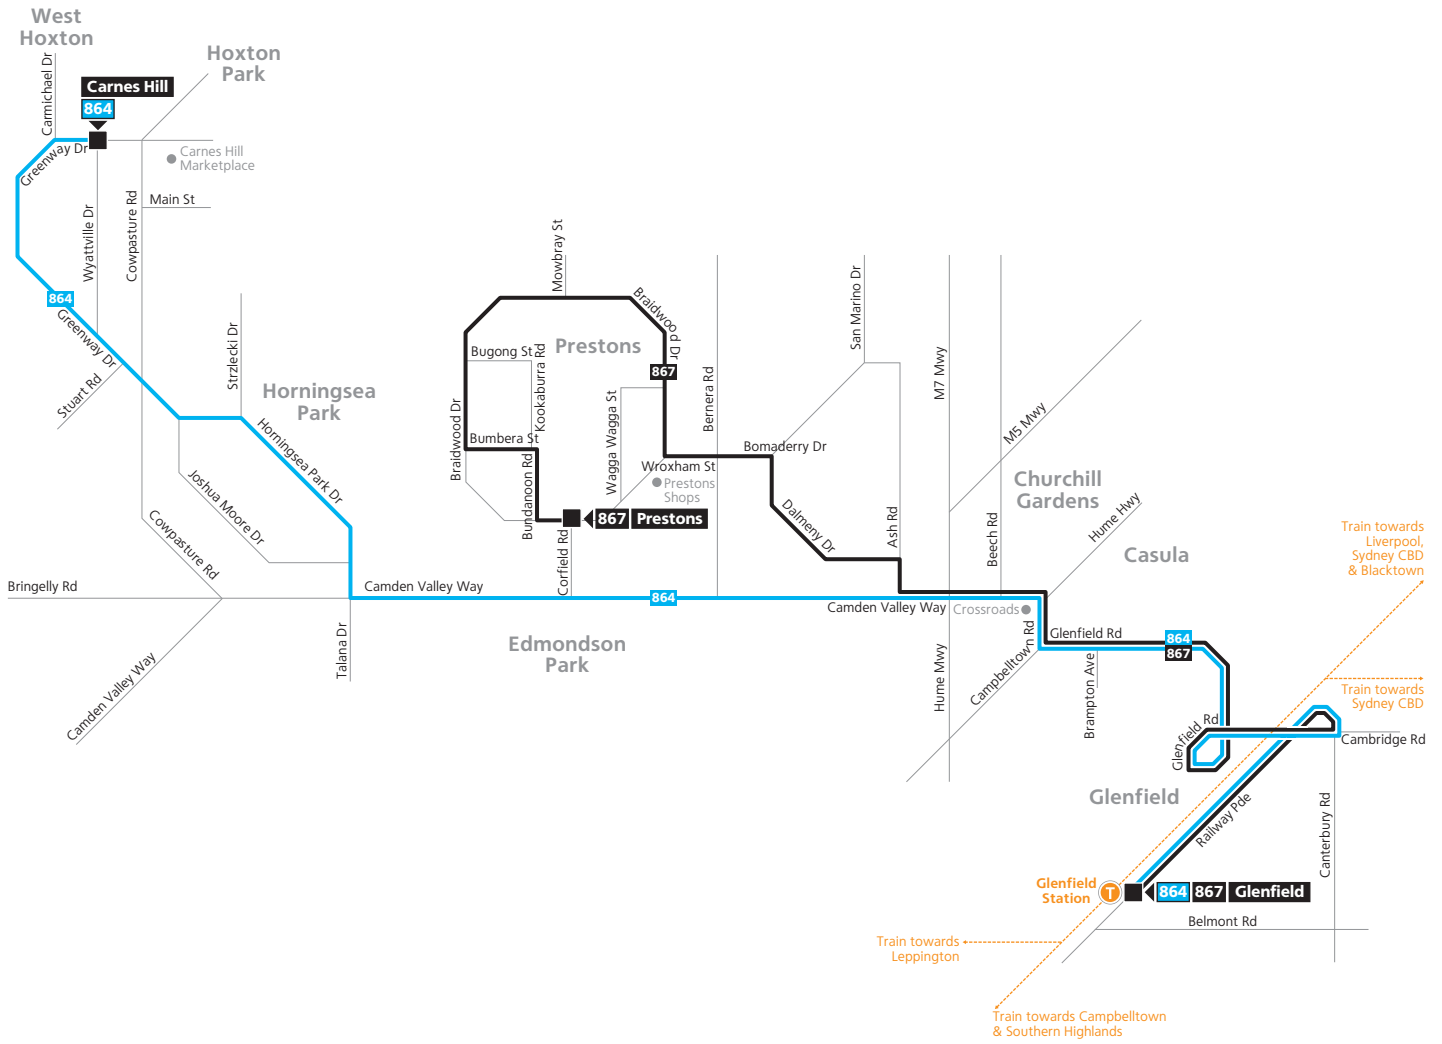 West
Hoxton
Hoxton
Park
Carmichael Dr
Carnes Hill
864
Greenway Dr
Carnes Hill
Marketplace
Main St
Wyattville Dr
Cowpasture Rd
864
Greenway Dr
Stuart Rd
Strzlecki Dr
Horningsea
Park
Horningsea Park Dr
Joshua Moore Dr
Cowpasture Rd
Bringelly Rd
Camden Valley Way
Talana Dr
Camden Valley Way
864
Mowbray St
Braidwood Dr
Prestons
867
Bugong St
Kookaburra Rd
Braidwood Dr
Bumbera St
Bundanoon Rd
Wagga Wagga St
Wroxham St
Prestons
Shops
867 Prestons
Corfield Rd
Bernera Rd
Bomaderry Dr
San Marino Dr
Dalmeny Dr
Ash Rd
M7 Mwy
M5 Mwy
Beech Rd
Churchill
Gardens
Hume Hwy
Casula
Edmondson
Park
Camden Valley Way
Crossroads
Hume Mwy
Campbelltown Rd
Glenfield Rd
864
867
Brampton Ave
Glenfield Rd
Glenfield
Railway Pde
Cambridge Rd
Canterbury Rd
Train towards
Liverpool,
Sydney CBD
& Blacktown
Train towards
Sydney CBD
Glenfield
Station
T
864 867 Glenfield
Belmont Rd
Train towards
Leppington
Train towards Campbelltown
& Southern Highlands